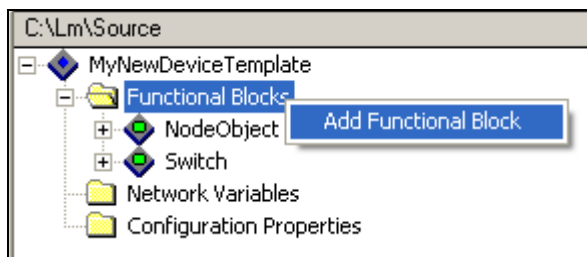 C:\Lm\Source
MyNewDeviceTemplate
Functional Blocks
Add Functional Block
NodeObject
Switch
Network Variables
Configuration Properties